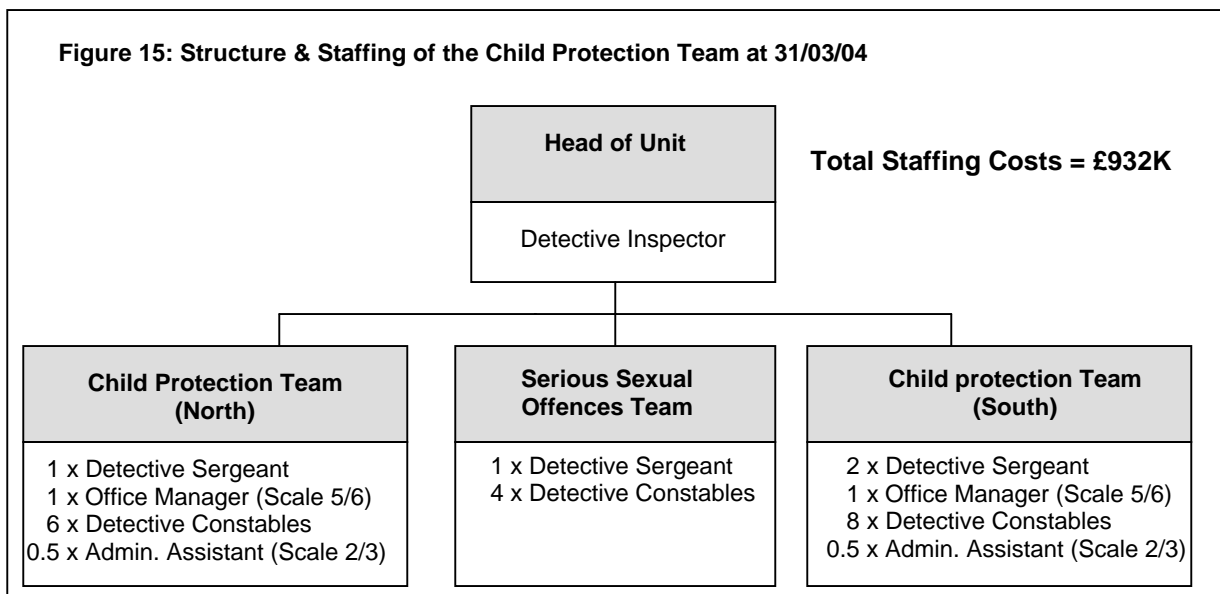 Figure 15: Structure & Staffing of the Child Protection Team at 31/03/04
Head of Unit
Total Staffing Costs = £932K
Detective Inspector
Child Protection Team
(North)
1 x Detective Sergeant
1 x Office Manager (Scale 5/6)
6 x Detective Constables
0.5 x Admin. Assistant (Scale 2/3)
Serious Sexual
Offences Team
1 x Detective Sergeant
4 x Detective Constables
Child protection Team
(South)
2 x Detective Sergeant
1 x Office Manager (Scale 5/6)
8 x Detective Constables
0.5 x Admin. Assistant (Scale 2/3)